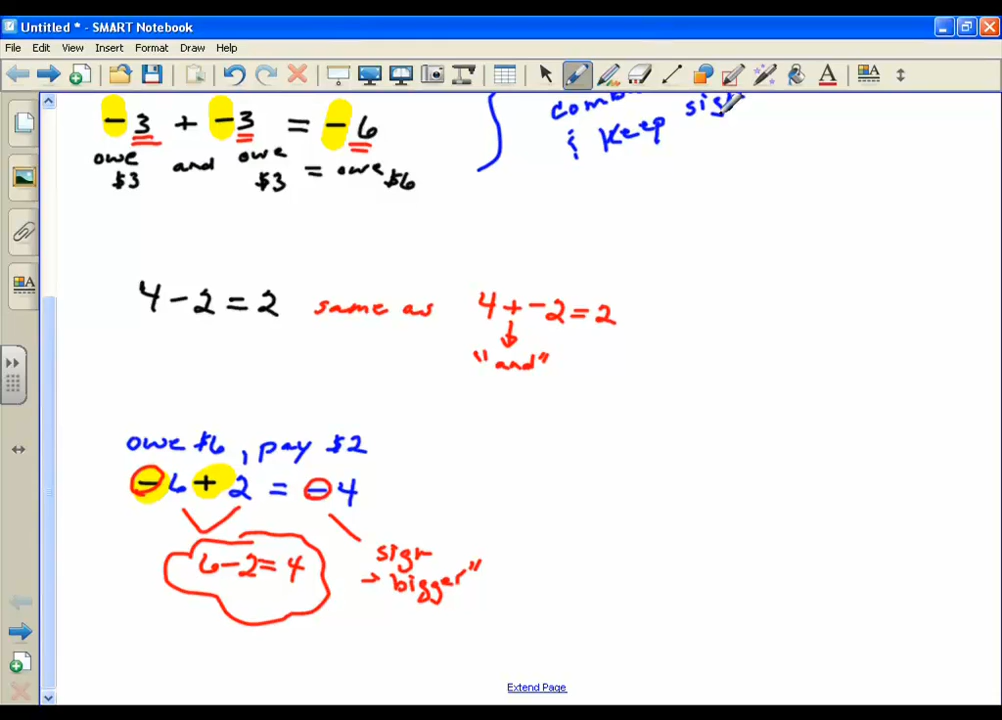 Untitled * - SMART Notebook
File Edit View Insert Format Draw Help
-3 + -3 = -6
owe $3 and owe $3 = owe $6
& Keep sign
4-2=2 same as 4+-2=2
"and"
owe $6, pay $2
-6+2 = -4
6-2=4
sign
→ bigger"
Extend Page